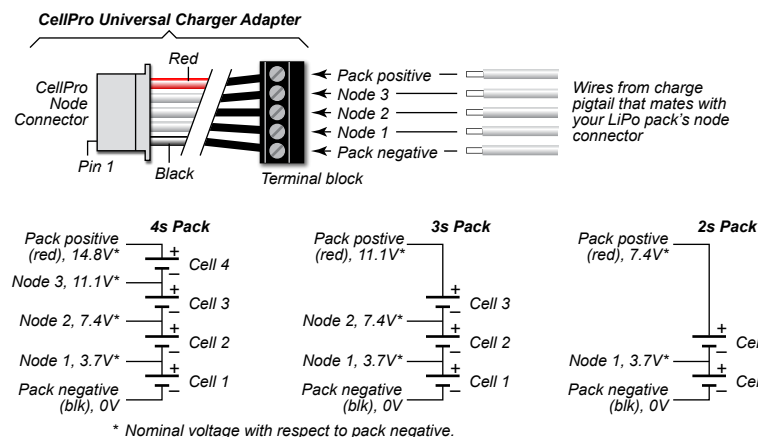 CellPro Universal Charger Adapter
Red
CellPro
Node
Connector
Pin 1
Black
Terminal block
Pack positive
Node 3
Node 2
Node 1
Pack negative
Wires from charge
pigtail that mates with
your LiPo pack's node
connector
4s Pack
Pack postive
(red), 14.8V*
Node 3, 11.1V*
Node 2, 7.4V*
Node 1, 3.7V*
Pack negative
(blk), 0V
+
–
Cell 4
+
–
Cell 3
+
–
Cell 2
+
–
Cell 1
3s Pack
Pack positive
(red), 11.1V*
Node 2, 7.4V*
Node 1, 3.7V*
Pack negative
(blk), 0V
+
–
Cell 3
+
–
Cell 2
+
–
Cell 1
2s Pack
Pack positive
(red), 7.4V*
Node 1, 3.7V*
Pack negative
(blk), 0V
+
–
Cel
+
–
Cel
* Nominal voltage with respect to pack negative.